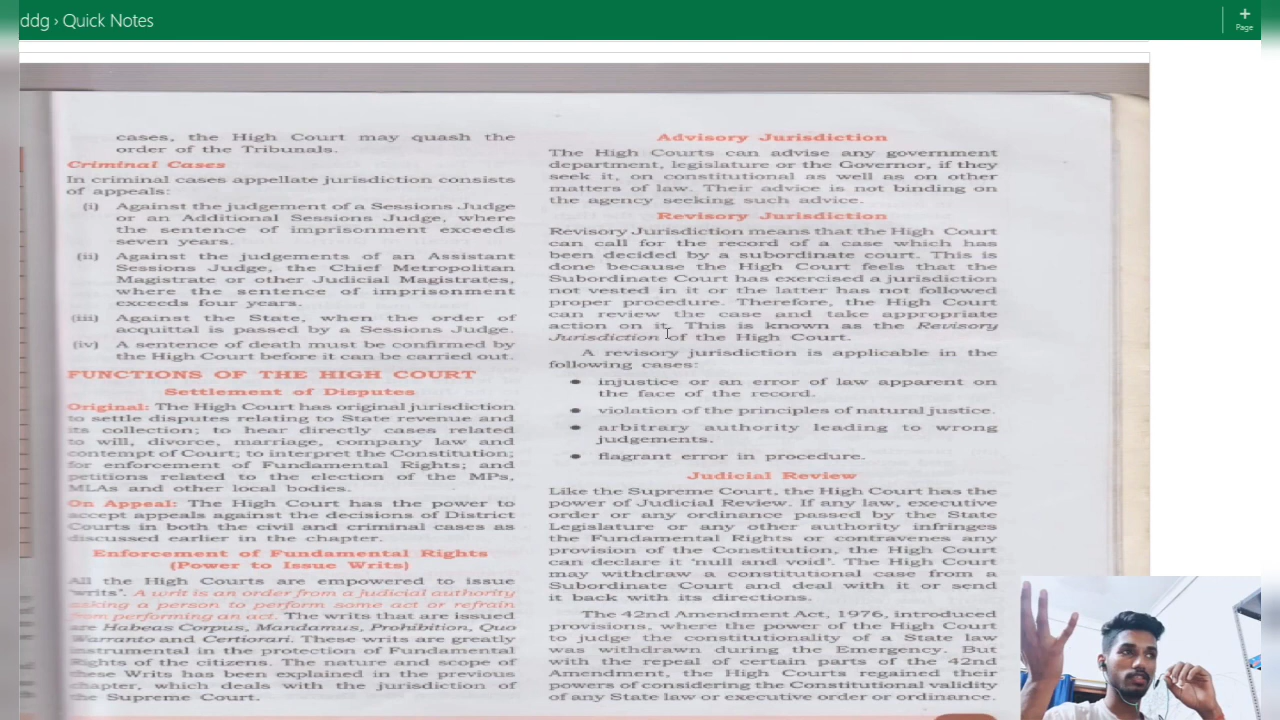 ddg › Quick Notes
+
Page
cases, the High Court may quash the
order of the Tribunals.
Criminal Cases
In criminal cases appellate jurisdiction consists
of appeals:
(i) Against the judgement of a Sessions Judge
or an Additional Sessions Judge, where
the sentence of imprisonment exceeds
seven years.
(ii) Against the judgements of an Assistant
Sessions Judge, the Chief Metropolitan
Magistrate or other Judicial Magistrates,
where the sentence of imprisonment
exceeds four years.
(iii) Against the State, when the order of
acquittal is passed by a Sessions Judge.
(iv) A sentence of death must be confirmed by
the High Court before it can be carried out.
FUNCTIONS OF THE HIGH COURT
Settlement of Disputes
Original: The High Court has original jurisdiction
to settle disputes relating to State revenue and
its collection; to hear directly cases related
to will, divorce, marriage, company law and
contempt of Court; to interpret the Constitution;
for enforcement of Fundamental Rights; and
petitions related to the election of the MPs,
MLAs and other local bodies.
On Appeal: The High Court has the power to
accept appeals against the decisions of District
Courts in both the civil and criminal cases as
discussed earlier in the chapter.
Enforcement of Fundamental Rights
(Power to Issue Writs)
All the High Courts are empowered to issue
'writs'. A writ is an order from a judicial authority
asking a person to perform some act or refrain
from performing an act. The writs that are issued
are Habeas Corpus, Mandamus, Prohibition, Quo
Warranto and Certiorari. These writs are greatly
instrumental in the protection of Fundamental
Rights of the citizens. The nature and scope of
these Writs has been explained in the previous
chapter, which deals with the jurisdiction of
the Supreme Court.
Advisory Jurisdiction
The High Courts can advise any government
department, legislature or the Governor, if they
seek it, on constitutional as well as on other
matters of law. Their advice is not binding on
the agency seeking such advice.
Revisory Jurisdiction
Revisory Jurisdiction means that the High Court
can call for the record of a case which has
been decided by a subordinate court. This is
done because the High Court feels that the
Subordinate Court has exercised a jurisdiction
not vested in it or the latter has not followed
proper procedure. Therefore, the High Court
can review the case and take appropriate
action on it. This is known as the Revisory
Jurisdiction of the High Court.
A revisory jurisdiction is applicable in the
following cases:
• injustice or an error of law apparent on
the face of the record.
• violation of the principles of natural justice.
• arbitrary authority leading to wrong
judgements.
• flagrant error in procedure.
Judicial Review
Like the Supreme Court, the High Court has the
power of Judicial Review. If any law, executive
order or any ordinance passed by the State
Legislature or any other authority infringes
the Fundamental Rights or contravenes any
provision of the Constitution, the High Court
can declare it 'null and void'. The High Court
may withdraw a constitutional case from a
Subordinate Court and deal with it or send
it back with its directions.
The 42nd Amendment Act, 1976, introduced
provisions, where the power of the High Court
to judge the constitutionality of a State law
was withdrawn during the Emergency. But
with the repeal of certain parts of the 42nd
Amendment, the High Courts regained their
powers of considering the Constitutional validity
of any State law or executive order or ordinance.